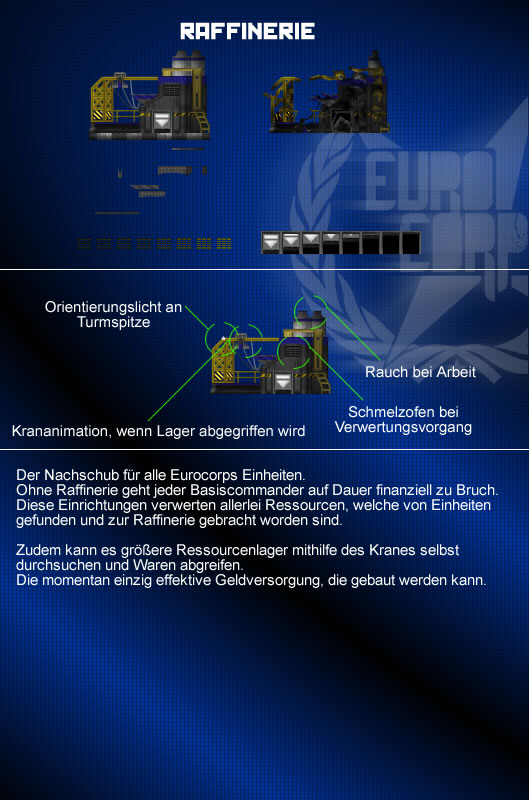 RAFFINERIE
EURO
CORPS
Orientierungslicht an
Turmspitze
Rauch bei Arbeit
Schmelzofen bei
Verwertungsvorgang
Krananimation, wenn Lager abgegriffen wird
Der Nachschub für alle Eurocorps Einheiten.
Ohne Raffinerie geht jeder Basiscommander auf Dauer finanziell zu Bruch.
Diese Einrichtungen verwerten allerlei Ressourcen, welche von Einheiten
gefunden und zur Raffinerie gebracht worden sind.
Zudem kann es größere Ressourcenlager mithilfe des Kranes selbst
durchsuchen und Waren abgreifen.
Die momentan einzig effektive Geldversorgung, die gebaut werden kann.